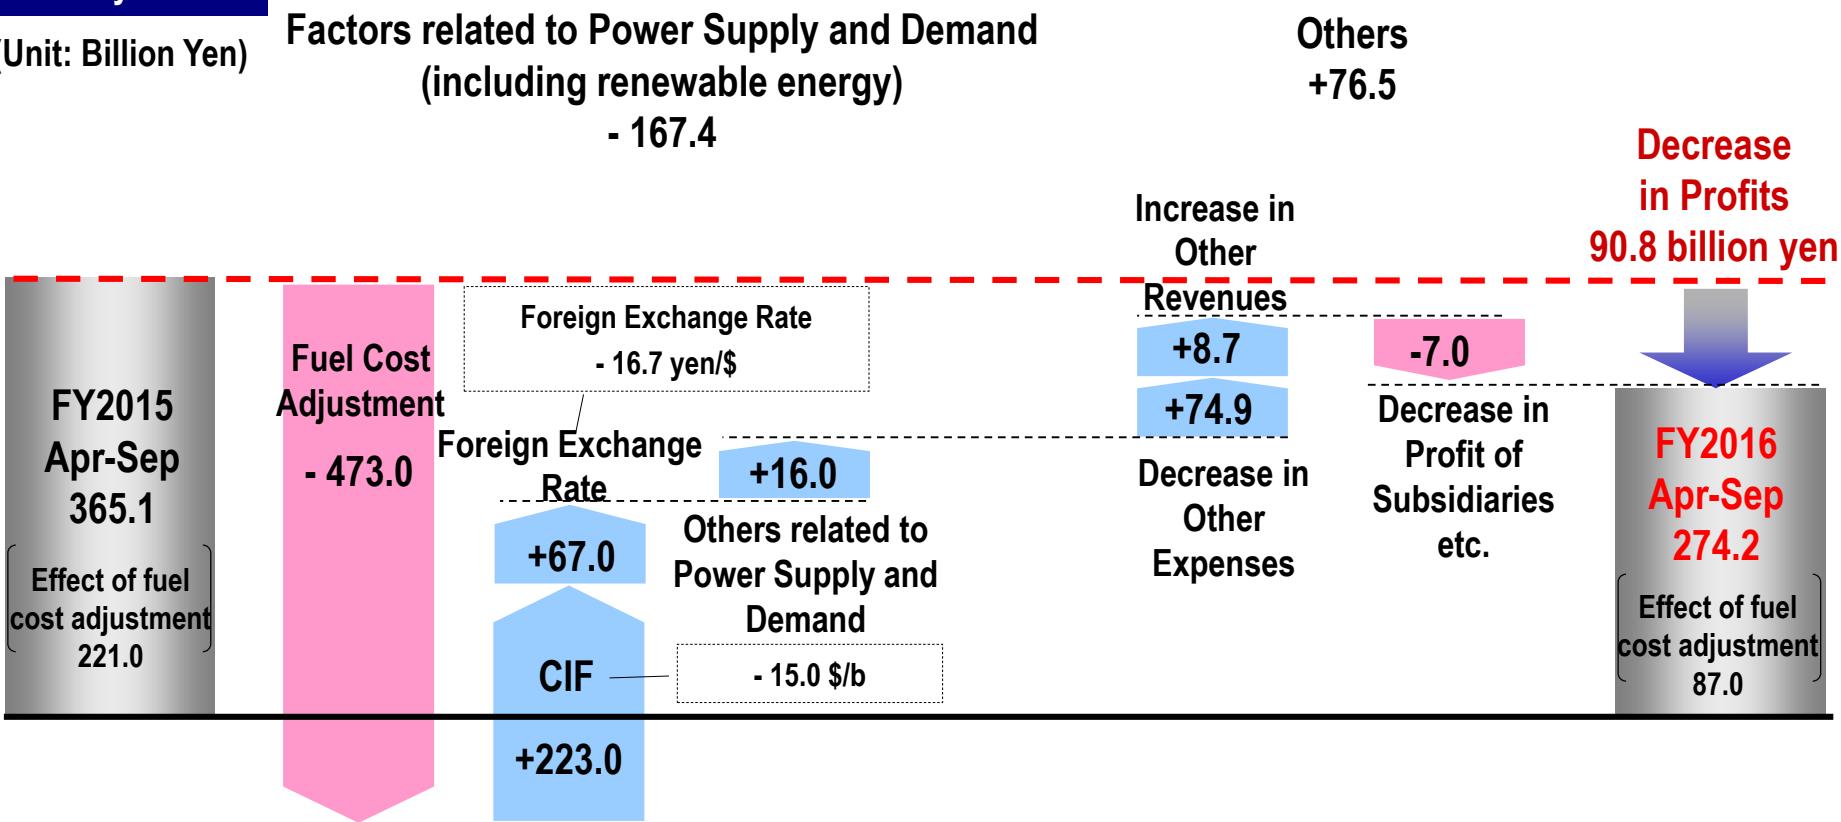 (Unit: Billion Yen)
Factors related to Power Supply and Demand
(including renewable energy)
- 167.4
Others
+76.5
Decrease
in Profits
90.8 billion yen
FY2015
Apr-Sep
365.1
Effect of fuel
cost adjustment
221.0
Fuel Cost
Adjustment
- 473.0
Foreign Exchange Rate
- 16.7 yen/$
Foreign Exchange
Rate
+67.0
CIF
+223.0
- 15.0 $/b
+16.0
Others related to
Power Supply and
Demand
Increase in
Other
Revenues
+8.7
+74.9
Decrease in
Other
Expenses
-7.0
Decrease in
Profit of
Subsidiaries
etc.
FY2016
Apr-Sep
274.2
Effect of fuel
cost adjustment
87.0